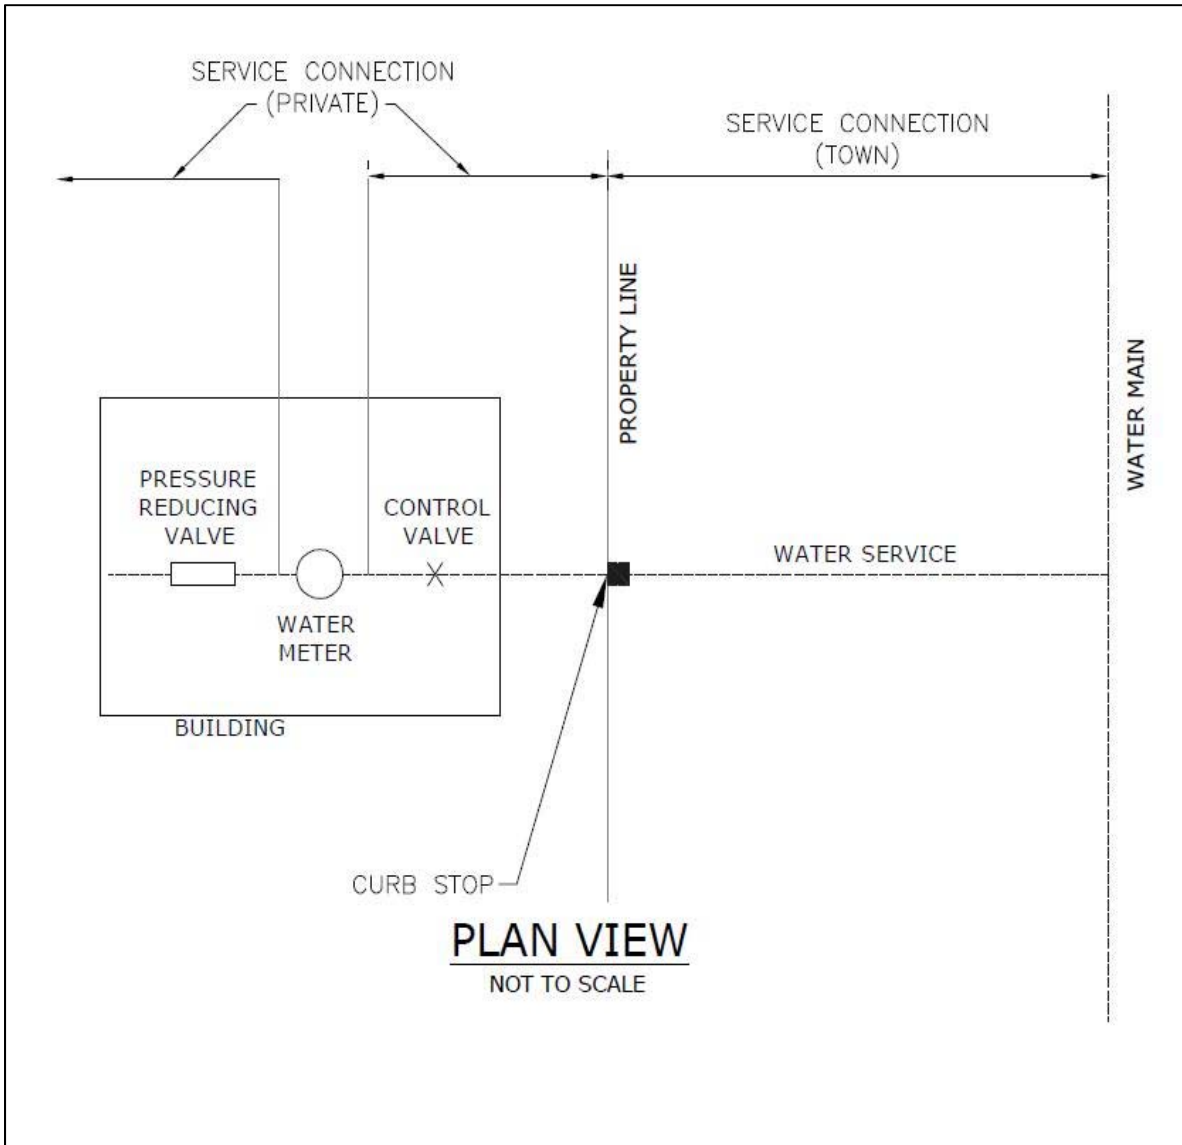 SERVICE CONNECTION
(PRIVATE)
SERVICE CONNECTION
(TOWN)
PROPERTY LINE
WATER MAIN
PRESSURE
REDUCING
VALVE
CONTROL
VALVE
WATER SERVICE
WATER
METER
BUILDING
CURB STOP
PLAN VIEW
NOT TO SCALE